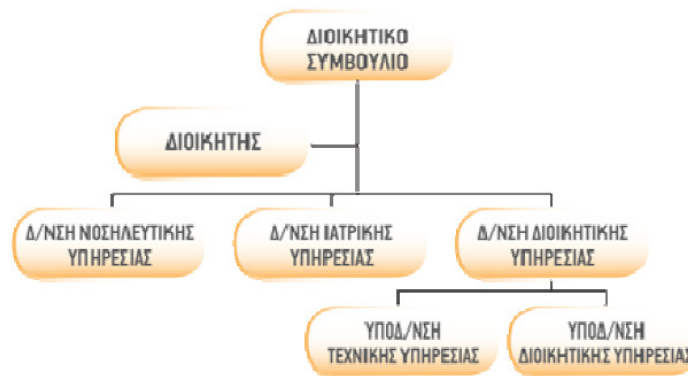 ΔΙΟΙΚΗΤΙΚΟ
ΣΥΜΒΟΥΛΙΟ
ΔΙΟΙΚΗΤΗΣ
Δ/ΝΣΗ ΝΟΣΗΛΕΥΤΙΚΗΣ
ΥΠΗΡΕΣΙΑΣ
Δ/ΝΣΗ ΙΑΤΡΙΚΗΣ
ΥΠΗΡΕΣΙΑΣ
Δ/ΝΣΗ ΔΙΟΙΚΗΤΙΚΗΣ
ΥΠΗΡΕΣΙΑΣ
ΥΠΟΔ/ΝΣΗ
ΤΕΧΝΙΚΗΣ ΥΠΗΡΕΣΙΑΣ
ΥΠΟΔ/ΝΣΗ
ΔΙΟΙΚΗΤΙΚΗΣ ΥΠΗΡΕΣΙΑΣ